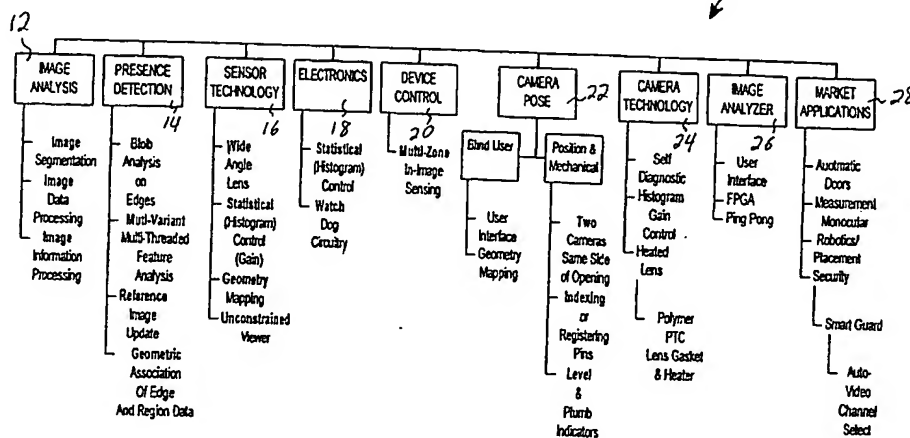 12
IMAGE
ANALYSIS
Image
Segmentation
Image
Data
Processing
Image
Information
Processing
PRESENCE
DETECTION
14
Blob
Analysis
on
Edges
Mutl-Variant
Multi-Threaded
Feature
Analysis
Reference
Image
Update
Geometric
Association
Of Edge
And Region Data
SENSOR
TECHNOLOGY
16
Wide
Angle
Lens
Statistical
(Histogram)
Control
(Gain)
Geometry
Mapping
Unconstrained
Viewer
ELECTRONICS
18
Statistical
(Histogram)
Control
Watch
Dog
Circuitry
DEVICE
CONTROL
20
Multi-Zone
In-Image
Sensing
CAMERA
POSE
22
Blind User
User
Interface
Geometry
Mapping
Position &
Mechanical
Two
Cameras
Same Side
of Opening
Indexing
or
Registering
Pins
Level
&
Plumb
Indicators
CAMERA
TECHNOLOGY
24
Self
Diagnostic
Histogram
Gain
Control
Heated
Lens
Polymer
PTC
Lens Gasket
& Heater
IMAGE
ANALYZER
26
User
Interface
FPGA
Ping Pong
MARKET
APPLICATIONS
28
Auotmatic
Doors
Measurement
Monocular
Robotics/
Placement
Security
Smart Guard
Auto-
Video
Channel
Select